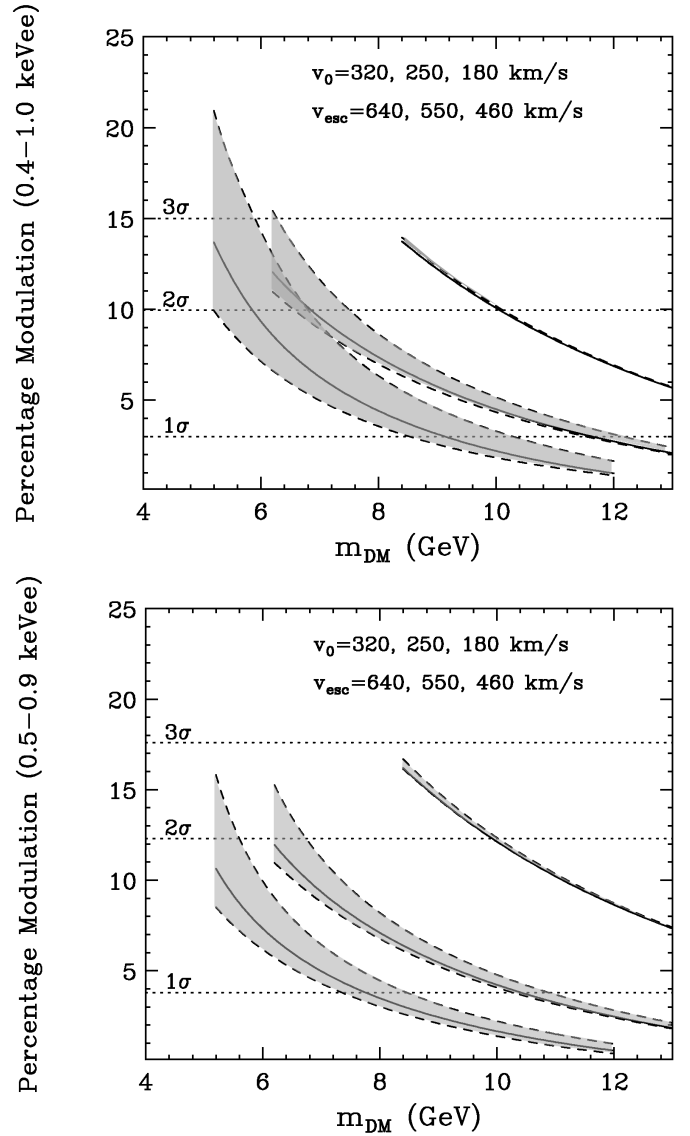 Percentage Modulation (0.4−1.0 keVee)
25
20
15
10
5
v₀=320, 250, 180 km/s
vₑₛc=640, 550, 460 km/s
3σ
2σ
1σ
4 6 8 10 12
m_DM (GeV)
Percentage Modulation (0.5−0.9 keVee)
25
20
15
10
5
v₀=320, 250, 180 km/s
vₑₛc=640, 550, 460 km/s
3σ
2σ
1σ
4 6 8 10 12
m_DM (GeV)